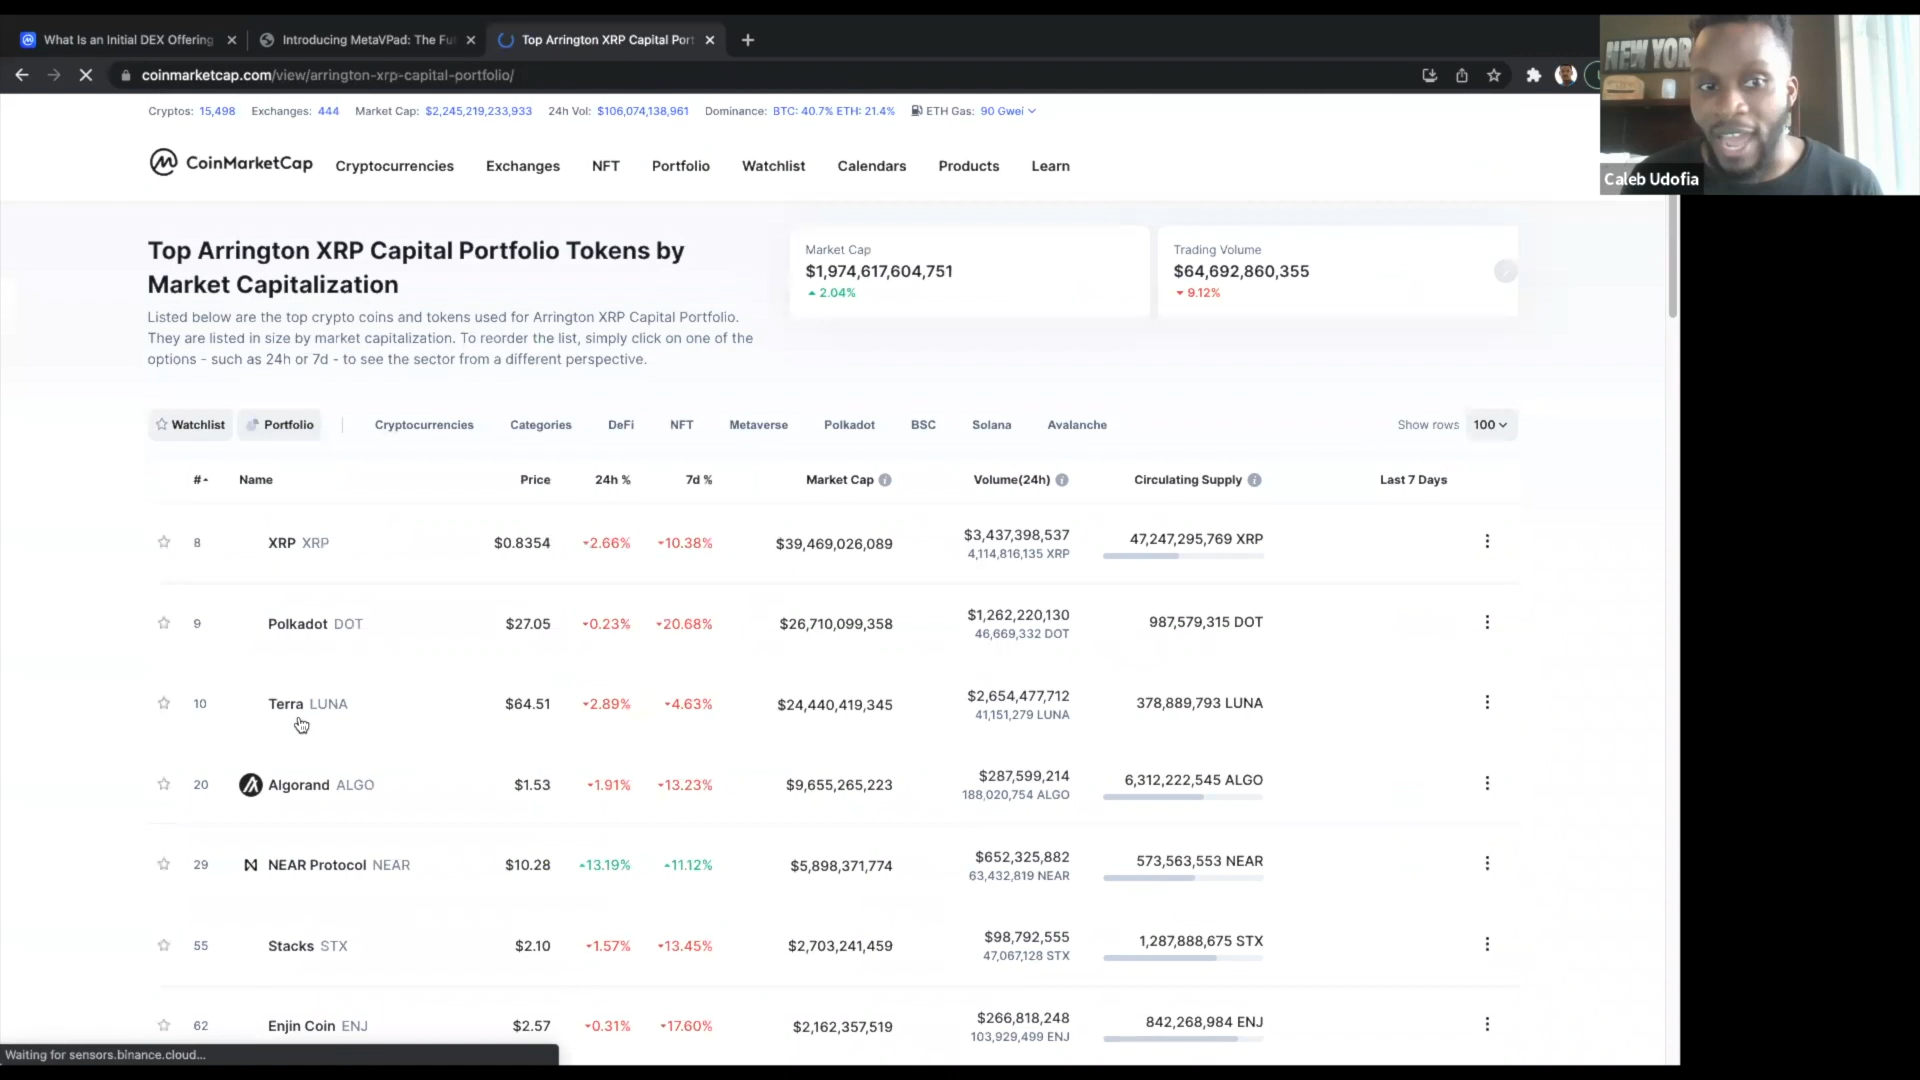 What Is an Initial DEX Offering
Introducing MetaVPad: The Fut
Top Arrington XRP Capital Port
coinmarketcap.com/view/arrington-xrp-capital-portfolio/
NEW YOR
Caleb Udofia
Cryptos: 15,498 Exchanges: 444 Market Cap: $2,245,219,233,933 24h Vol: $106,074,138,961 Dominance: BTC: 40.7% ETH: 21.4% ETH Gas: 90 Gwei
CoinMarketCap Cryptocurrencies Exchanges NFT Portfolio Watchlist Calendars Products Learn
Top Arrington XRP Capital Portfolio Tokens by
Market Capitalization
Listed below are the top crypto coins and tokens used for Arrington XRP Capital Portfolio.
They are listed in size by market capitalization. To reorder the list, simply click on one of the
options - such as 24h or 7d - to see the sector from a different perspective.
Market Cap
$1,974,617,604,751
2.04%
Trading Volume
$64,692,860,355
9.12%
Watchlist Portfolio Cryptocurrencies Categories DeFi NFT Metaverse Polkadot BSC Solana Avalanche Show rows 100
# Name Price 24h % 7d % Market Cap Volume(24h) Circulating Supply Last 7 Days
8 XRP XRP $0.8354 2.66% 10.38% $39,469,026,089 $3,437,398,537 47,247,295,769 XRP
4,114,816,135 XRP
9 Polkadot DOT $27.05 0.23% 20.68% $26,710,099,358 $1,262,220,130 987,579,315 DOT
46,669,332 DOT
10 Terra LUNA $64.51 2.89% 4.63% $24,440,419,345 $2,654,477,712 378,889,793 LUNA
41,151,279 LUNA
20 Algorand ALGO $1.53 1.91% 13.23% $9,655,265,223 $287,599,214 6,312,222,545 ALGO
188,020,754 ALGO
29 NEAR Protocol NEAR $10.28 13.19% 11.12% $5,898,371,774 $652,325,882 573,563,553 NEAR
63,432,819 NEAR
55 Stacks STX $2.10 1.57% 13.45% $2,703,241,459 $98,792,555 1,287,888,675 STX
47,067,128 STX
62 Enjin Coin ENJ $2.57 0.31% 17.60% $2,162,357,519 $266,818,248 842,268,984 ENJ
103,929,499 ENJ
Waiting for sensors.binance.cloud...